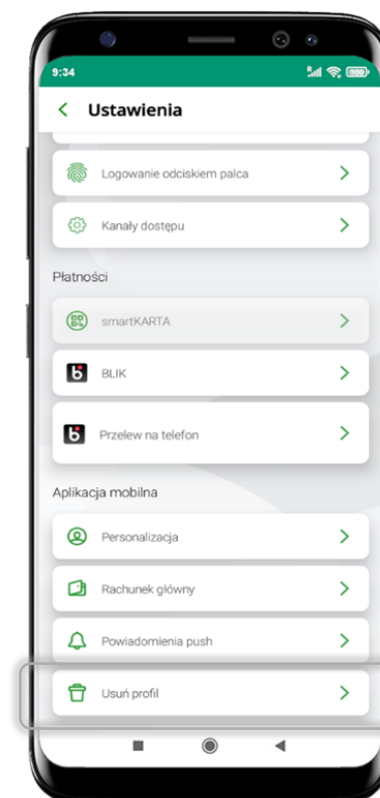 9:34
Ustawienia
Logowanie odciskiem palca
Kanały dostępu
Płatności
smartKARTA
BLIK
Przelew na telefon
Aplikacja mobilna
Personalizacja
Rachunek główny
Powiadomienia push
Usuń profil